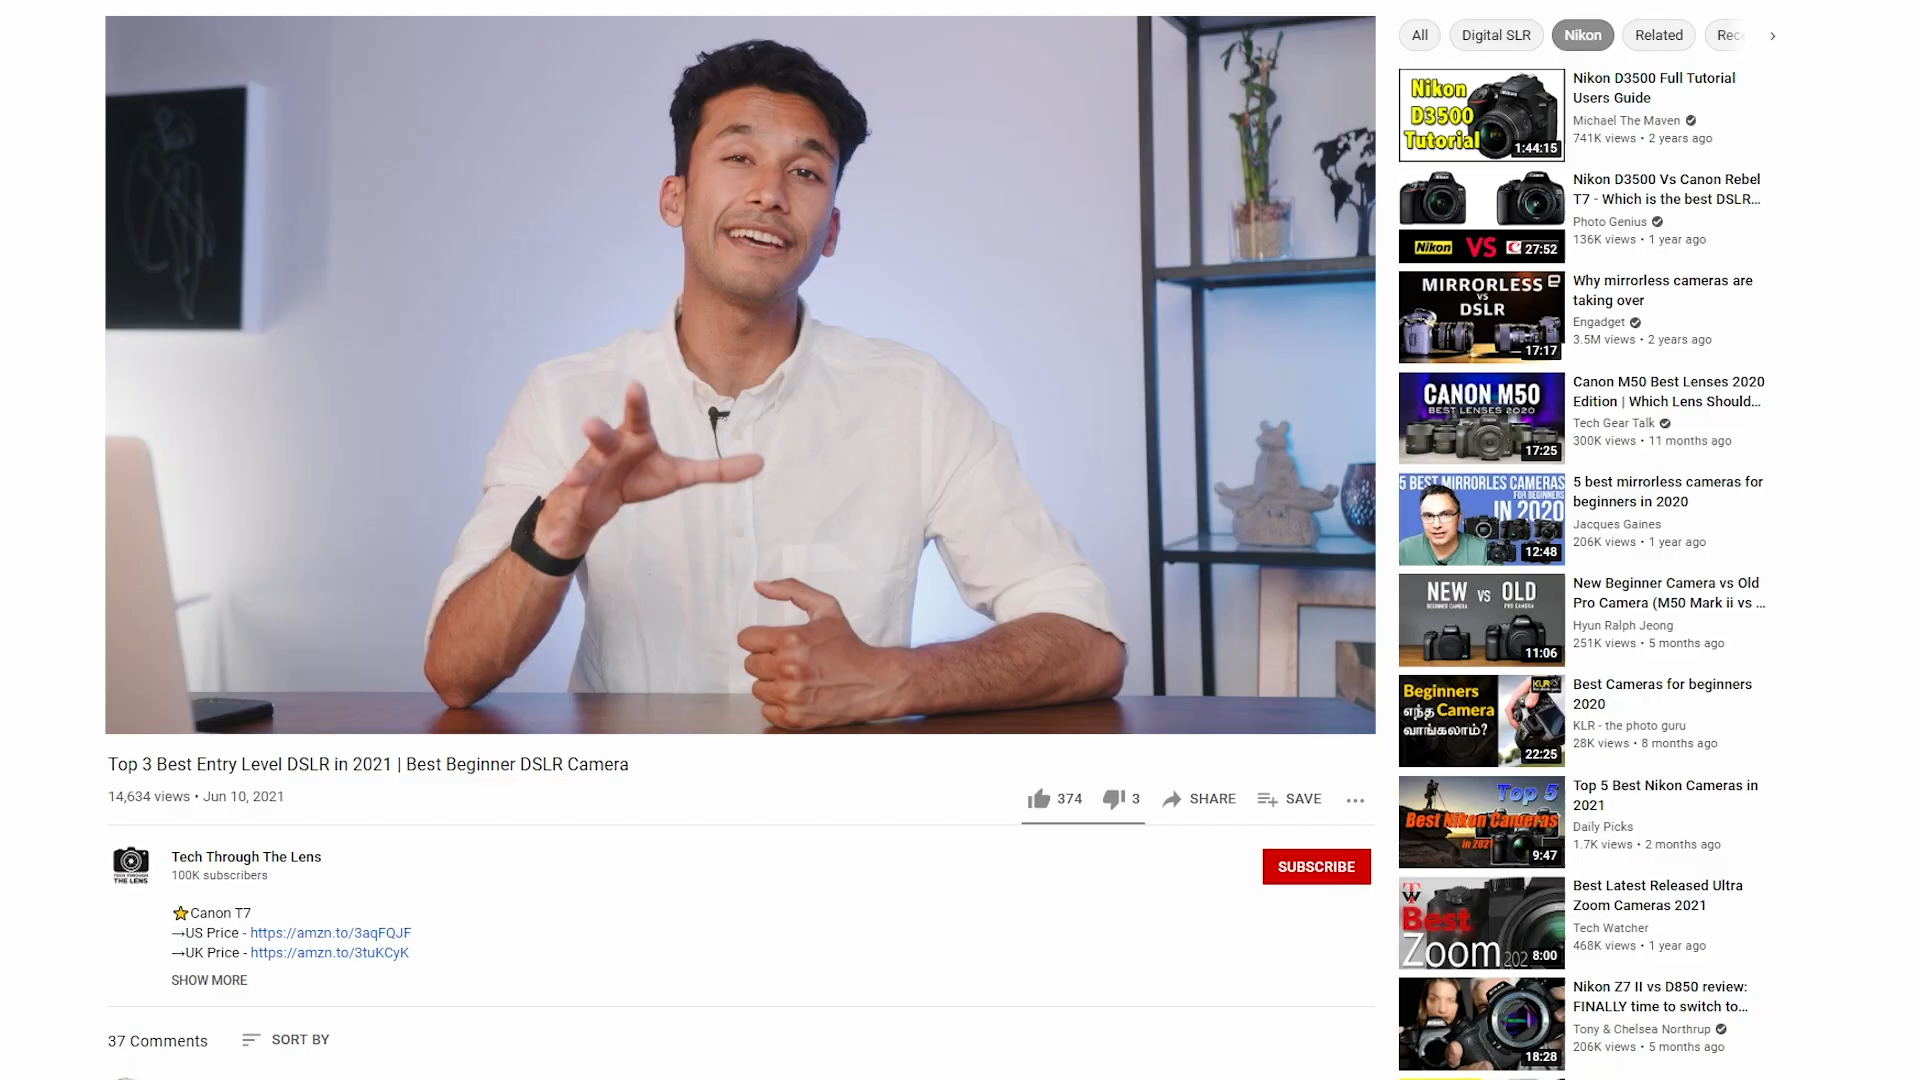 All
Digital SLR
Nikon
Related
Rec
Nikon
D3500
Tutorial
1:44:15
Nikon D3500 Full Tutorial
Users Guide
Michael The Maven
741K views • 2 years ago
Nikon VS
27:52
Nikon D3500 Vs Canon Rebel
T7 - Which is the best DSLR...
Photo Genius
136K views • 1 year ago
MIRRORLESS
VS
DSLR
17:17
Why mirrorless cameras are
taking over
Engadget
3.5M views • 2 years ago
CANON M50
BEST LENSES 2020
17:25
Canon M50 Best Lenses 2020
Edition | Which Lens Should...
Tech Gear Talk
300K views • 11 months ago
5 BEST MIRRORLES CAMERAS
FOR BEGINNERS
IN 2020
12:48
5 best mirrorless cameras for
beginners in 2020
Jacques Gaines
206K views • 1 year ago
NEW VS OLD
BEGINNER CAMERA PRO CAMERA
11:06
New Beginner Camera vs Old
Pro Camera (M50 Mark ii vs ...
Hyun Ralph Jeong
251K views • 5 months ago
KLR
Beginners
எந்த Camera
வாங்கலாம்?
22:25
Best Cameras for beginners
2020
KLR - the photo guru
28K views • 8 months ago
Top 5
Best Nikon Cameras
in 2021
9:47
Top 5 Best Nikon Cameras in
2021
Daily Picks
1.7K views • 2 months ago
TW
Best
Zoom 202
8:00
Best Latest Released Ultra
Zoom Cameras 2021
Tech Watcher
468K views • 1 year ago
18:28
Nikon Z7 II vs D850 review:
FINALLY time to switch to...
Tony & Chelsea Northrup
206K views • 5 months ago
Top 3 Best Entry Level DSLR in 2021 | Best Beginner DSLR Camera
14,634 views • Jun 10, 2021
374
3
SHARE
SAVE
TECH THROUGH
THE LENS
Tech Through The Lens
100K subscribers
SUBSCRIBE
⭐Canon T7
→US Price - https://amzn.to/3aqFQJF
→UK Price - https://amzn.to/3tuKCyK
SHOW MORE
37 Comments
SORT BY